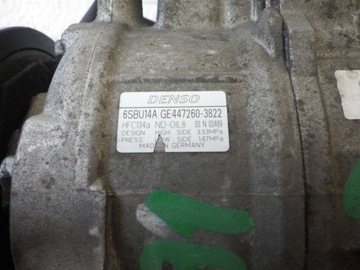 DENSO
6SBU14A GE447260-3822
HFC134a ND-OIL8
DESIGN HIGH SIDE 3.53MPa
PRESS LOW SIDE 1.67MPa
MADE IN GERMANY